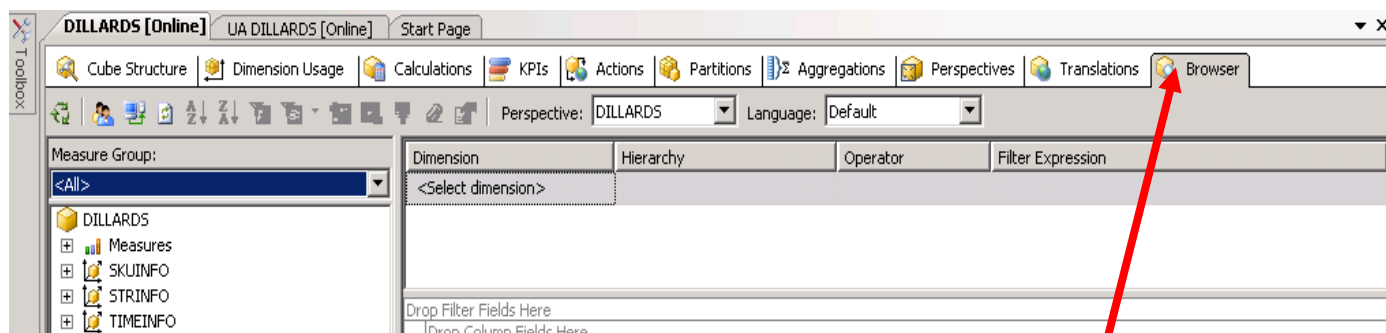 DILLARDS [Online] UA DILLARDS [Online] Start Page
Toolbox
Cube Structure Dimension Usage Calculations KPIs Actions Partitions Aggregations Perspectives Translations Browser
Perspective: DILLARDS Language: Default
Measure Group:
<All>
DILLARDS
Measures
SKUINFO
STRINFO
TIMEINFO
Dimension Hierarchy Operator Filter Expression
<Select dimension>
Drop Filter Fields Here
Drop Column Fields Here